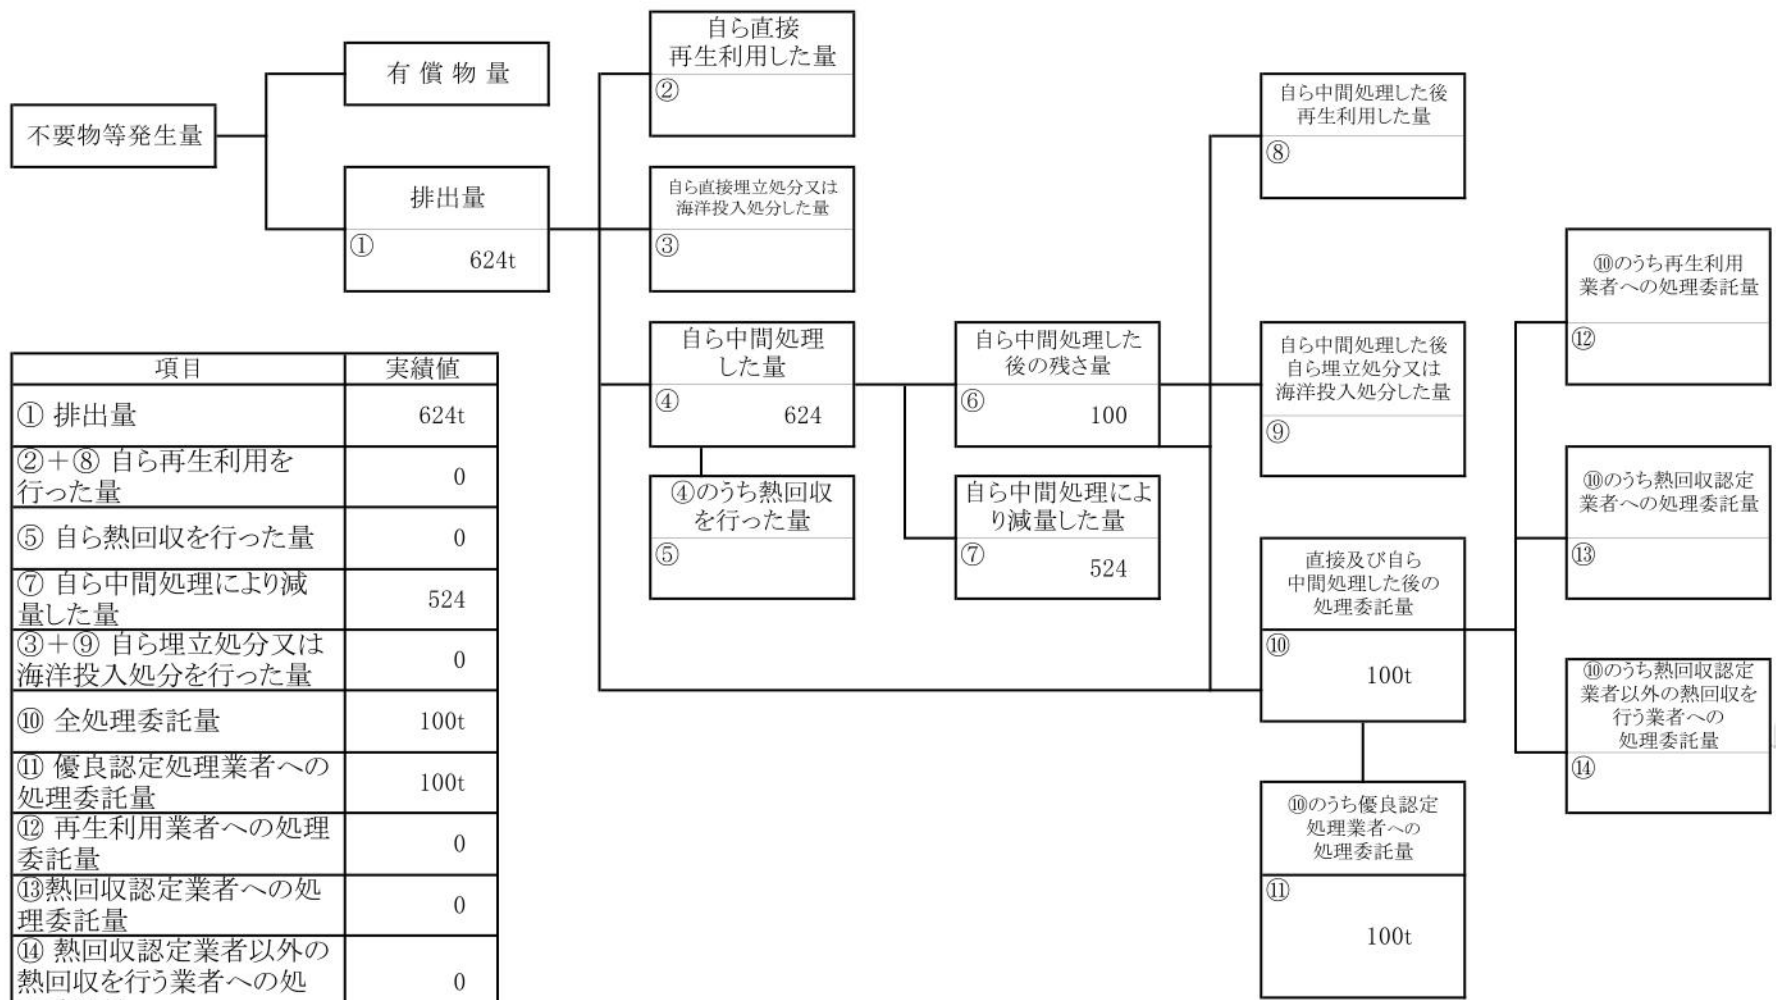 不要物等発生量
有償物量
排出量
①
624t
自ら直接
再生利用した量
②
自ら直接埋立処分又は
海洋投入処分した量
③
自ら中間処理
した量
④
624
④のうち熱回収
を行った量
⑤
自ら中間処理した
後の残さ量
⑥
100
自ら中間処理によ
り減量した量
⑦
524
自ら中間処理した後
再生利用した量
⑧
自ら中間処理した後
自ら埋立処分又は
海洋投入処分した量
⑨
直接及び自ら
中間処理した後の
処理委託量
⑩
100t
⑩のうち優良認定
処理業者への
処理委託量
⑪
100t
⑩のうち再生利用
業者への処理委託量
⑫
⑩のうち熱回収認定
業者への処理委託量
⑬
⑩のうち熱回収認定
業者以外の熱回収を
行う業者への
処理委託量
⑭
項目 実績値
① 排出量 624t
②+⑧ 自ら再生利用を
行った量 0
⑤ 自ら熱回収を行った量 0
⑦ 自ら中間処理により減
量した量 524
③+⑨ 自ら埋立処分又は
海洋投入処分を行った量 0
⑩ 全処理委託量 100t
⑪ 優良認定処理業者への
処理委託量 100t
⑫ 再生利用業者への処理
委託量 0
⑬熱回収認定業者への処
理委託量 0
⑭ 熱回収認定業者以外の
熱回収を行う業者への処 0